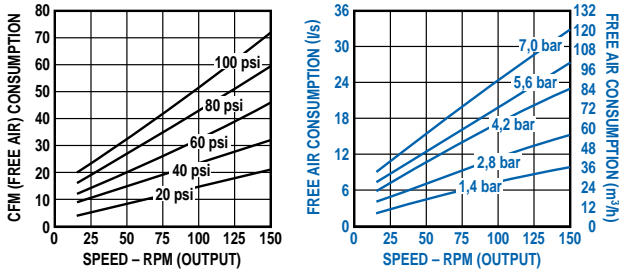 CFM (FREE AIR) CONSUMPTION
80
70
60
50
40
30
20
10
0
100 psi
80 psi
60 psi
40 psi
20 psi
0 25 50 75 100 125 150
SPEED – RPM (OUTPUT)
FREE AIR CONSUMPTION (l/s)
36
30
24
18
12
6
0
7,0 bar
5,6 bar
4,2 bar
2,8 bar
1,4 bar
0 25 50 75 100 125 150
SPEED – RPM (OUTPUT)
132
120
108
96
84
72
60
48
36
24
12
0
FREE AIR CONSUMPTION (m³/h)